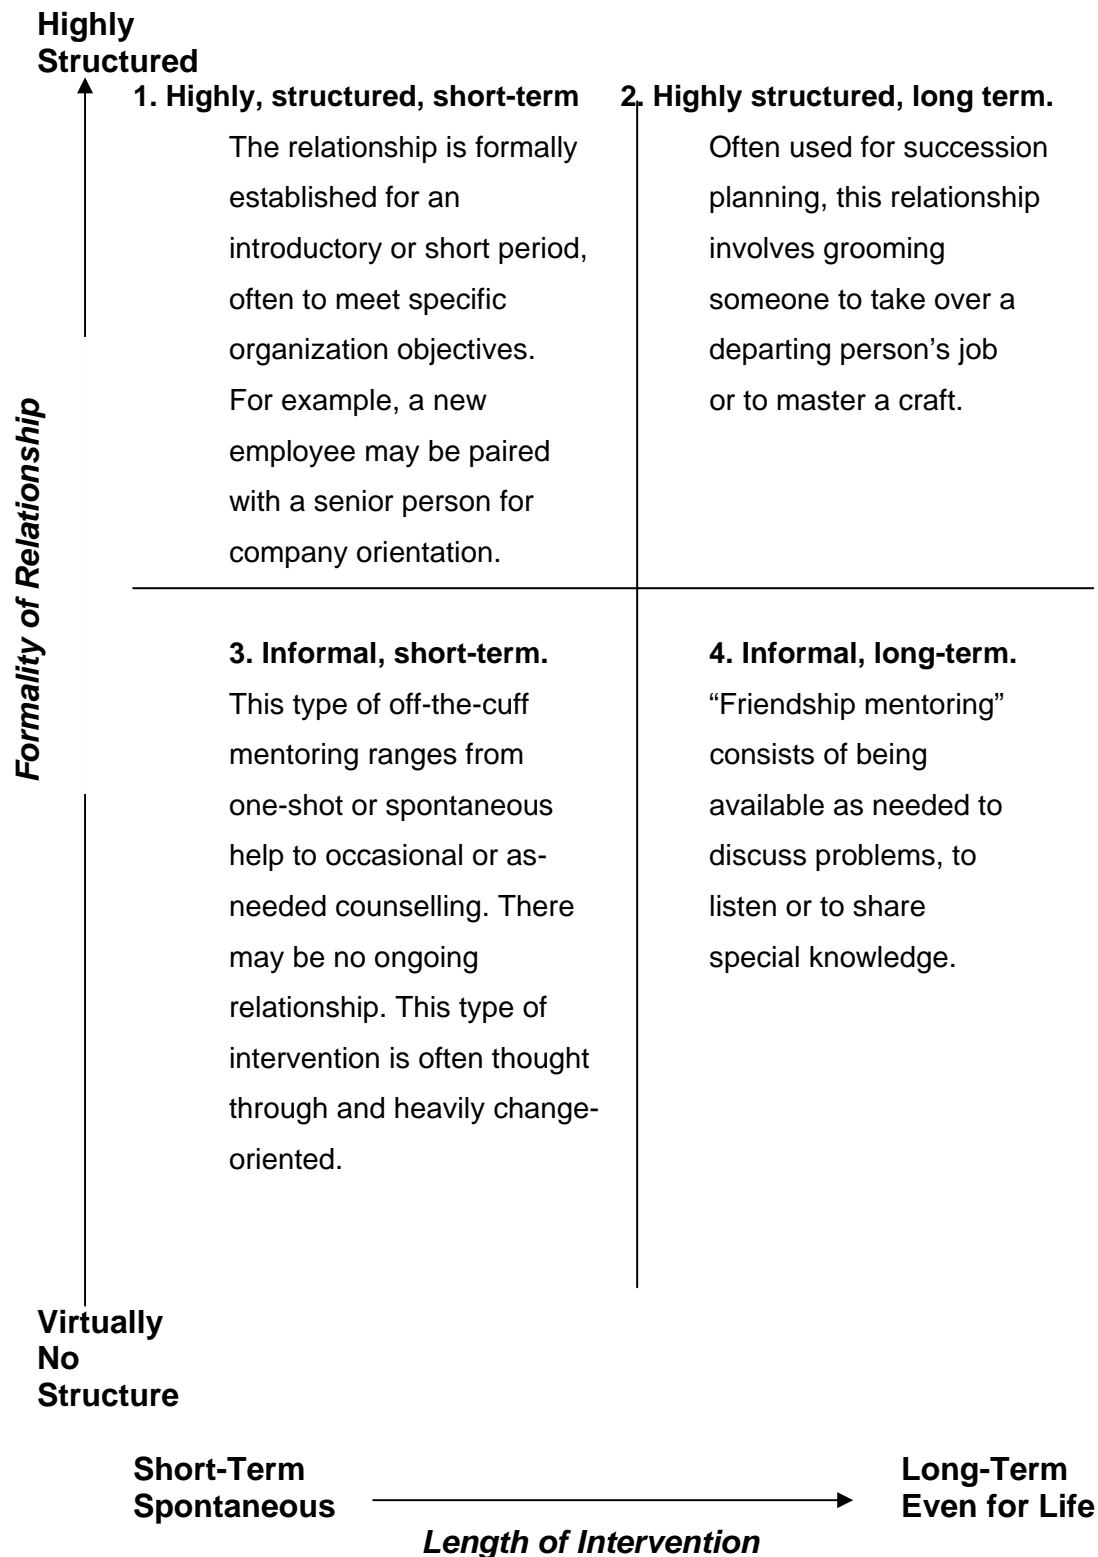 Highly
Structured
1. Highly, structured, short-term
The relationship is formally
established for an
introductory or short period,
often to meet specific
organization objectives.
For example, a new
employee may be paired
with a senior person for
company orientation.
2. Highly structured, long term.
Often used for succession
planning, this relationship
involves grooming
someone to take over a
departing person’s job
or to master a craft.
Formality of Relationship
3. Informal, short-term.
This type of off-the-cuff
mentoring ranges from
one-shot or spontaneous
help to occasional or as-
needed counselling. There
may be no ongoing
relationship. This type of
intervention is often thought
through and heavily change-
oriented.
4. Informal, long-term.
“Friendship mentoring”
consists of being
available as needed to
discuss problems, to
listen or to share
special knowledge.
Virtually
No
Structure
Short-Term
Spontaneous
Long-Term
Even for Life
Length of Intervention